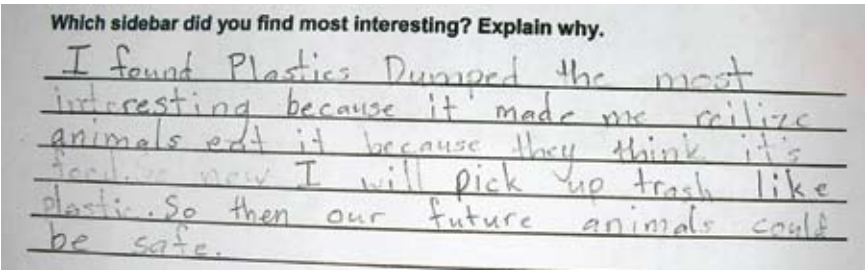 Which sidebar did you find most interesting? Explain why.
I found Plastics Dumped the most
interesting because it made me reilize
animals eat it because they think it's
food. now I will pick up trash like
plastic. So then our future animals could
be safe.